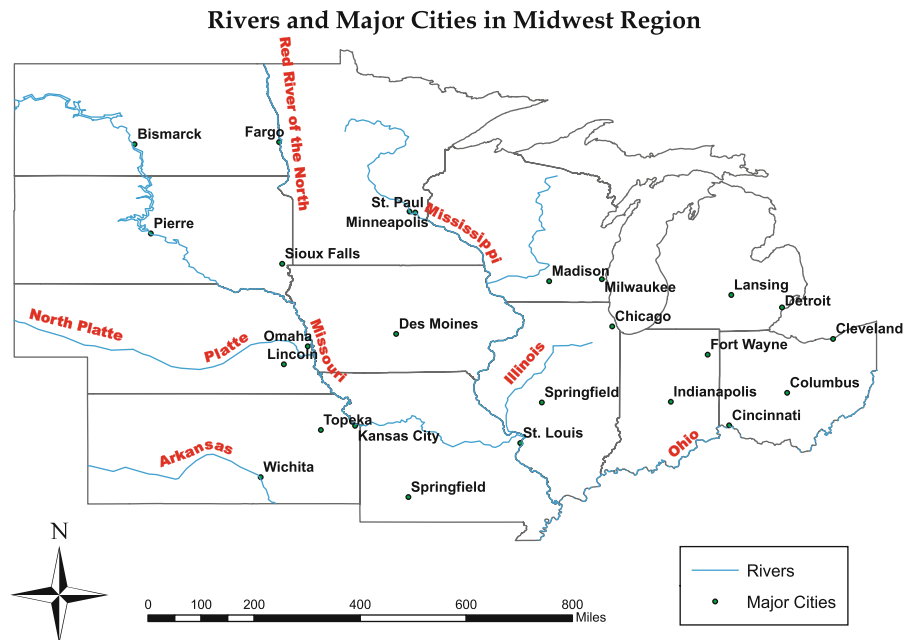 Rivers and Major Cities in Midwest Region
Red River of the North
Bismarck
Fargo
St. Paul
Minneapolis
Mississippi
Pierre
Sioux Falls
Madison
Milwaukee
Lansing
Detroit
North Platte
Platte
Omaha
Lincoln
Missouri
Des Moines
Chicago
Illinois
Cleveland
Fort Wayne
Springfield
Indianapolis
Columbus
Cincinnati
Topeka
Kansas City
St. Louis
Ohio
Arkansas
Wichita
Springfield
N
0 100 200 400 600 800
Miles
Rivers
Major Cities